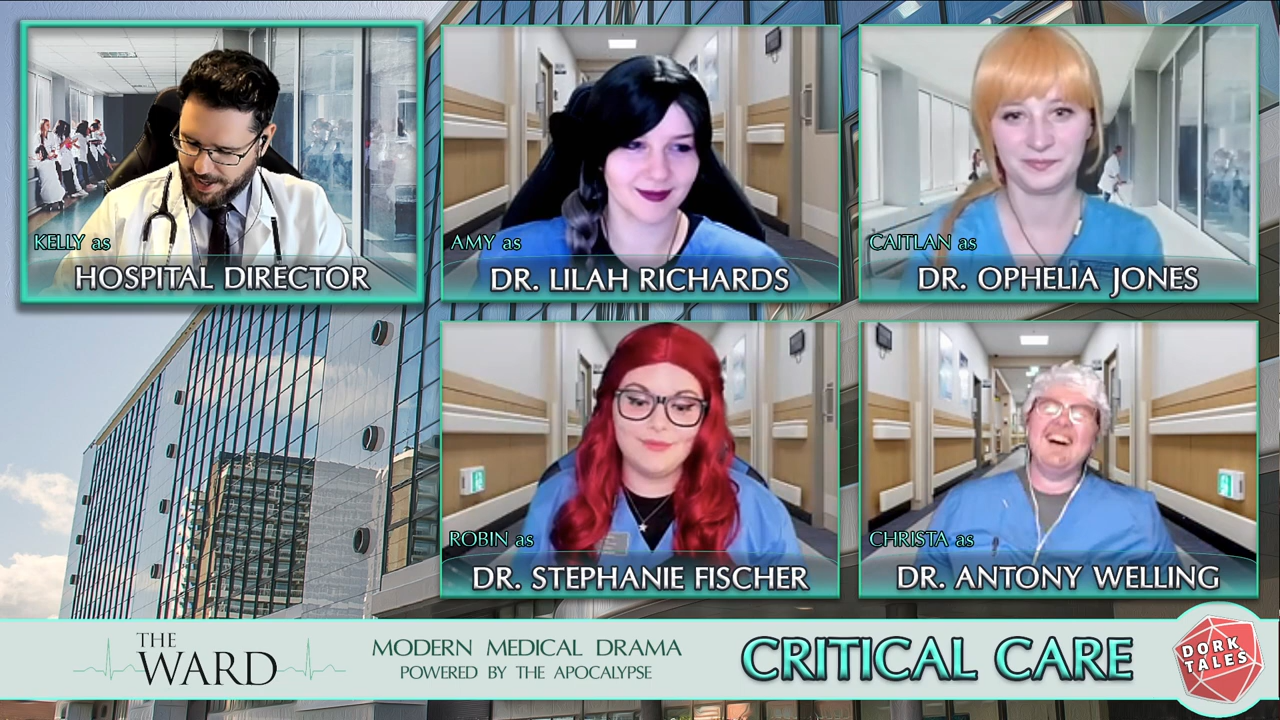 KELLY as
HOSPITAL DIRECTOR
AMY as
DR. LILAH RICHARDS
CAITLAN as
DR. OPHELIA JONES
ROBIN as
DR. STEPHANIE FISCHER
CHRISTA as
DR. ANTONY WELLING
THE
WARD
MODERN MEDICAL DRAMA
POWERED BY THE APOCALYPSE
CRITICAL CARE
DORK
TALES